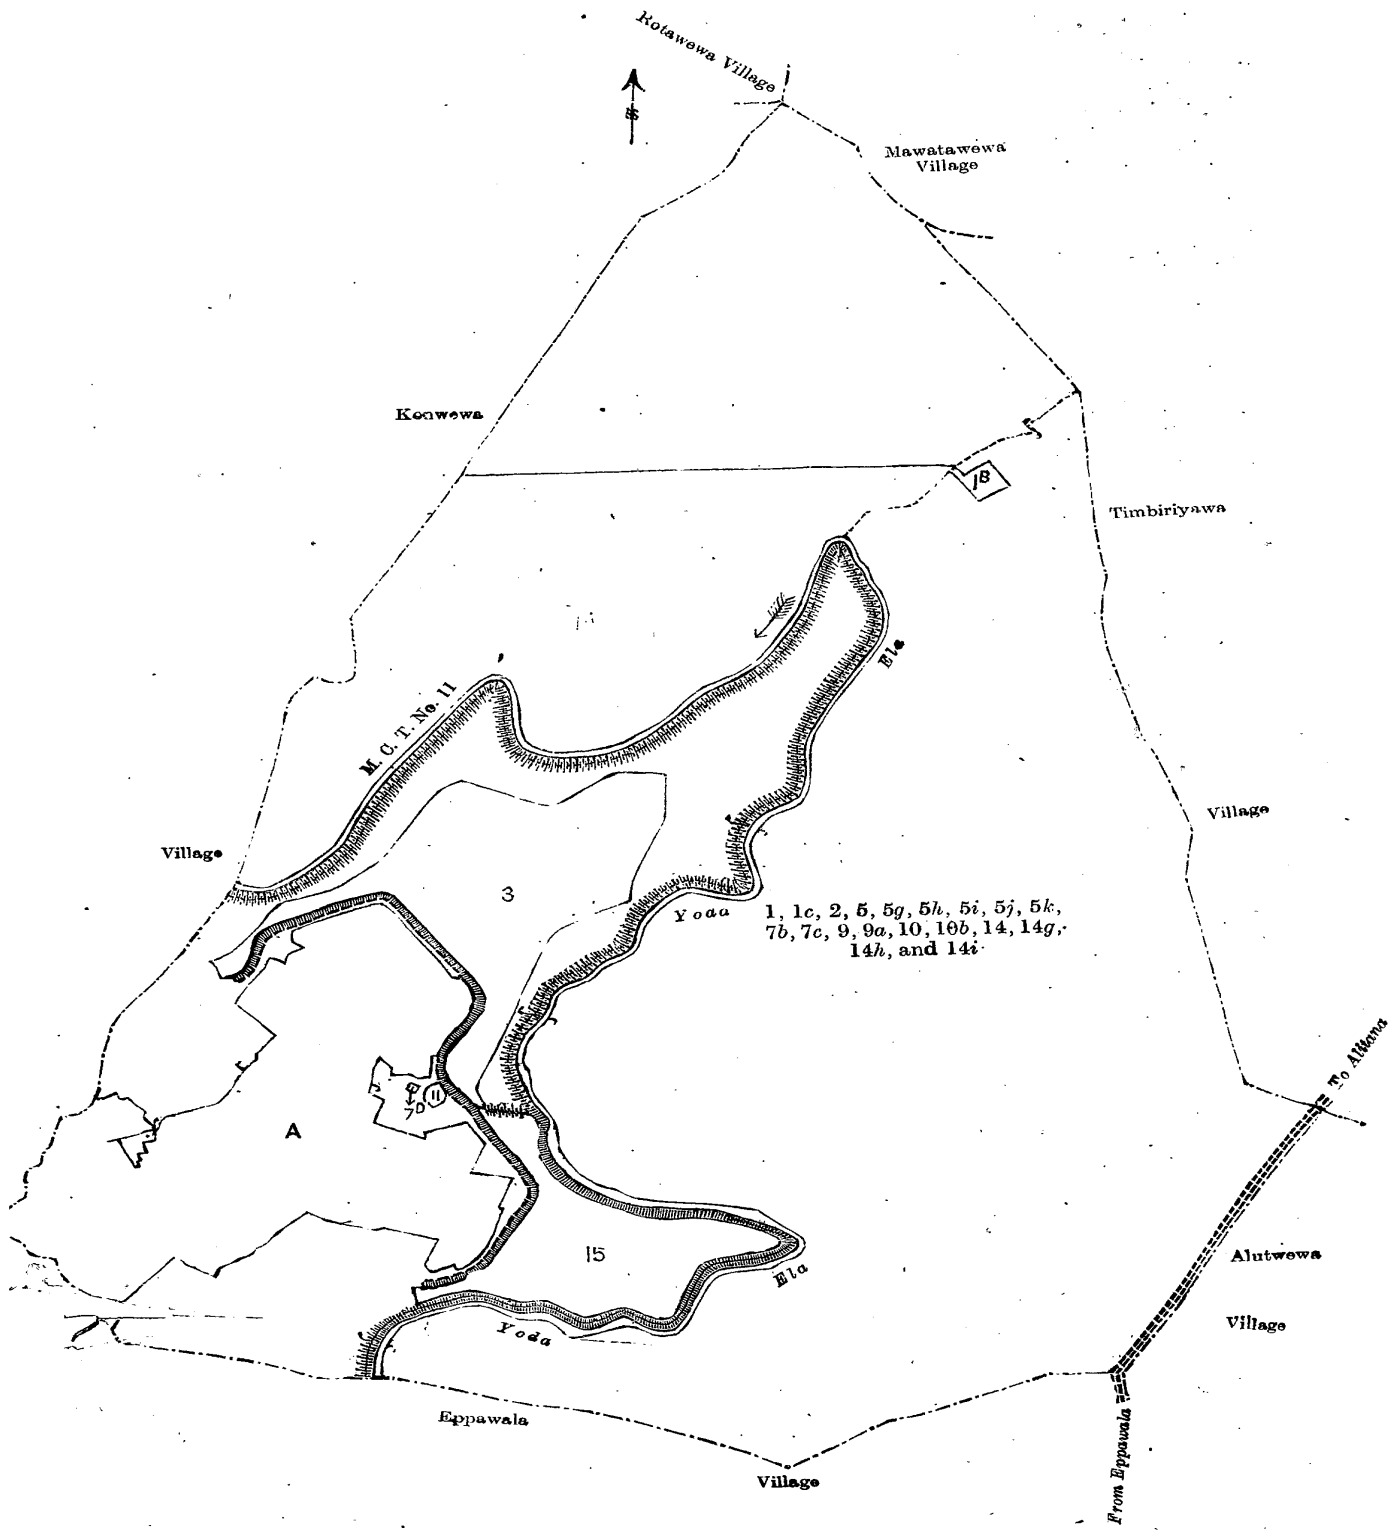 Rotawewa Village
Mawatawewa
Village
Konwewa
1B
Timbiriyawa
Ela
M. C. T. No. 11
Village
Village
3
Yoda
1, 1c, 2, 5, 5g, 5h, 5i, 5j, 5k,
7b, 7c, 9, 9a, 10, 10b, 14, 14g,
14h, and 14i
To Alitana
7D
11
A
15
Ela
Alutwewa
Village
Yoda
Eppawala
Village
From Eppawala